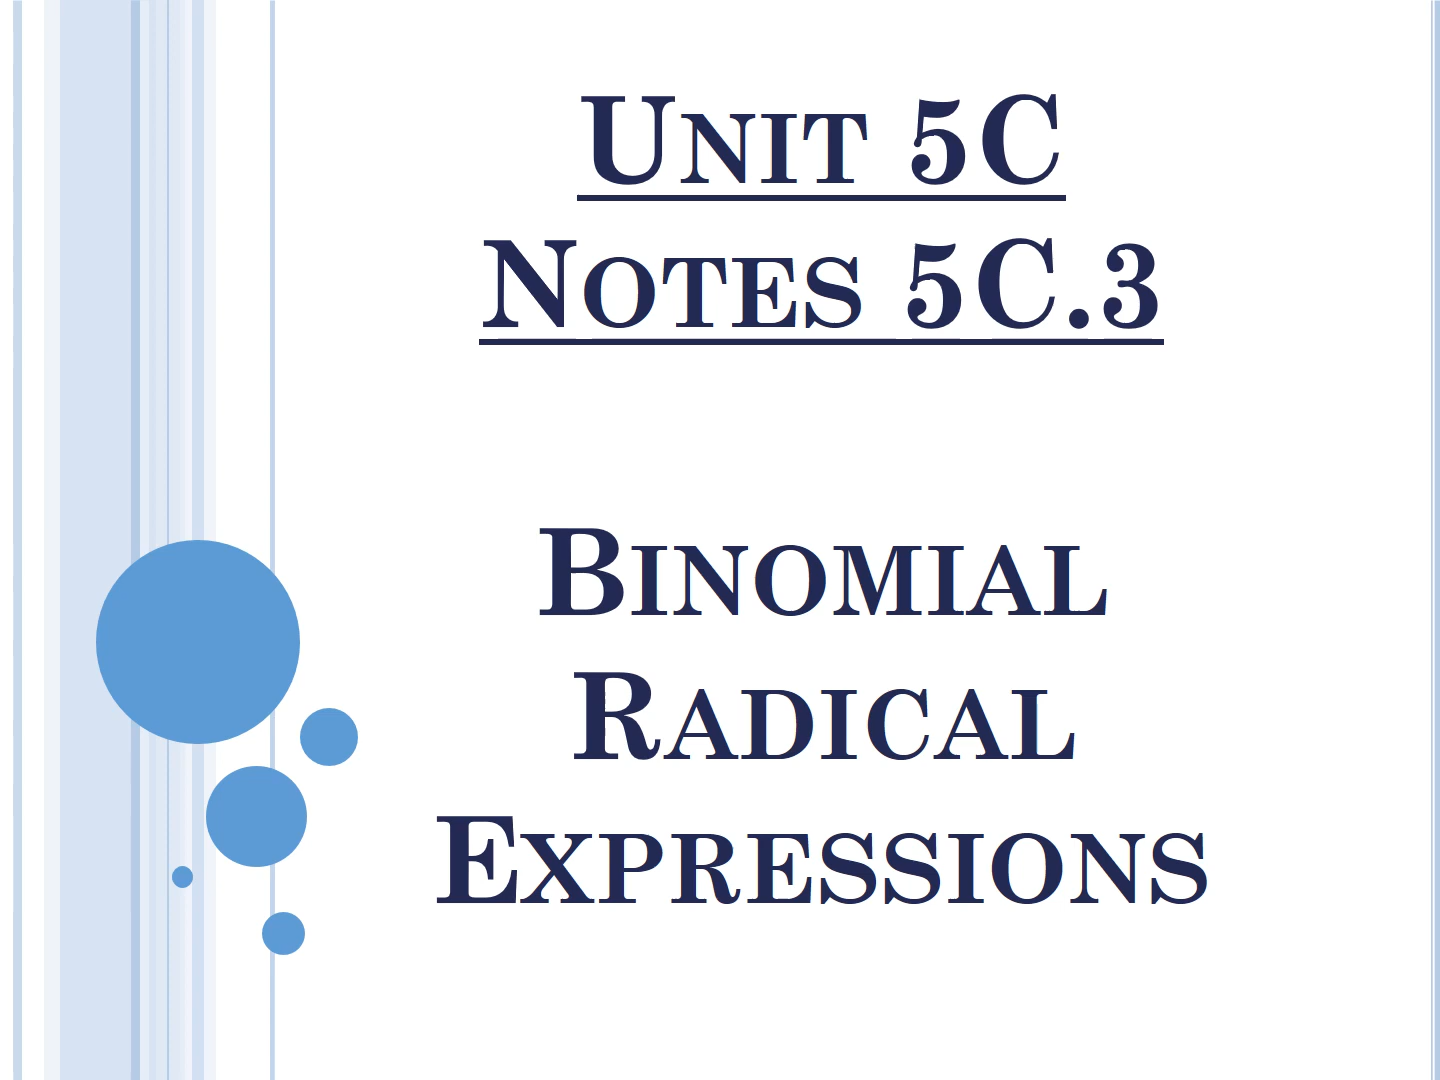 Unit 5C
Notes 5C.3
Binomial
Radical
Expressions